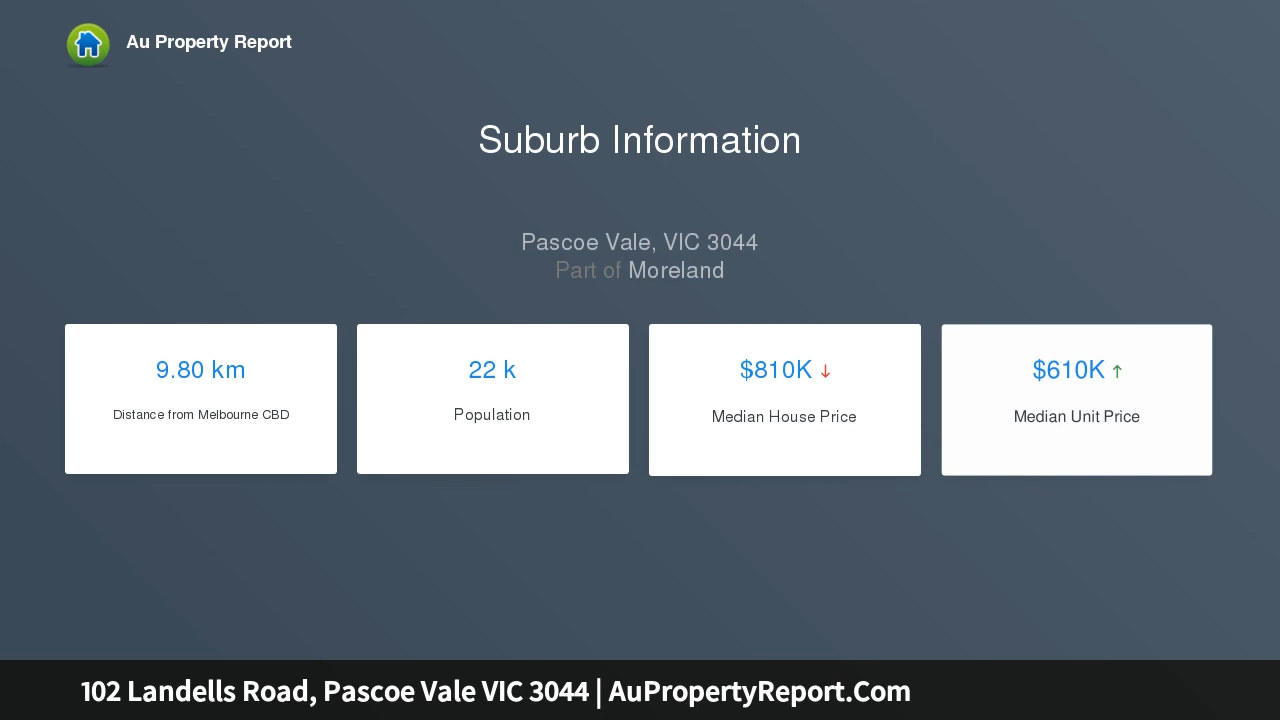 Au Property Report
Suburb Information
Pascoe Vale, VIC 3044
Part of Moreland
9.80 km
Distance from Melbourne CBD
22 k
Population
$810K ↓
Median House Price
$610K ↑
Median Unit Price
102 Landells Road, Pascoe Vale VIC 3044 | AuPropertyReport.Com